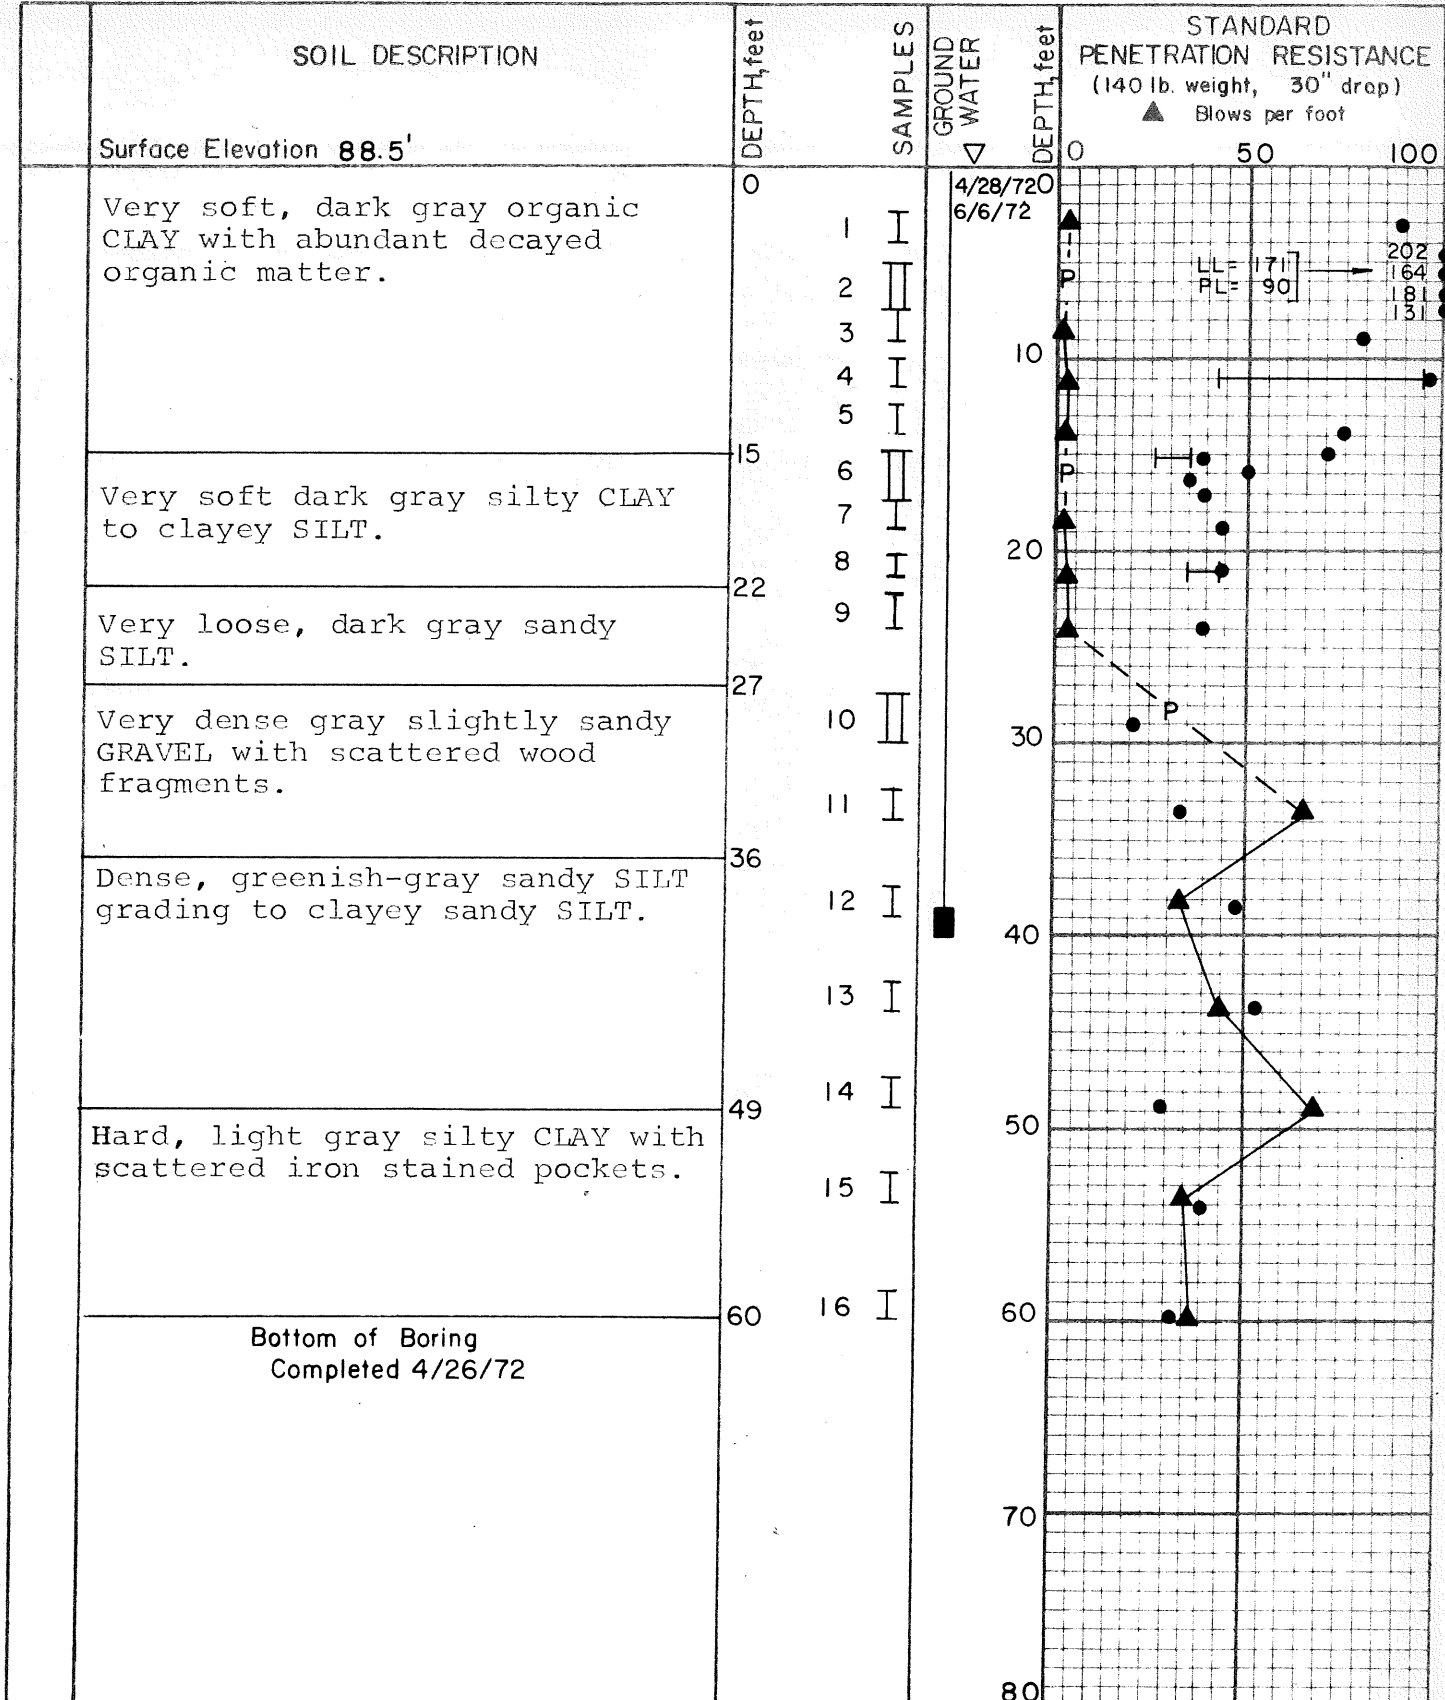 SOIL DESCRIPTION
Surface Elevation 88.5'
DEPTH, feet
SAMPLES
GROUND
WATER
DEPTH, feet
STANDARD
PENETRATION RESISTANCE
(140 lb. weight, 30" drop)
▲ Blows per foot
0 50 100
0
4/28/72
6/6/72
0
Very soft, dark gray organic
CLAY with abundant decayed
organic matter.
1
2
3
4
5
P
LL= 171
PL= 90
202
164
181
131
10
15
Very soft dark gray silty CLAY
to clayey SILT.
6
7
8
P
20
22
Very loose, dark gray sandy
SILT.
9
27
Very dense gray slightly sandy
GRAVEL with scattered wood
fragments.
10
11
P
30
36
Dense, greenish-gray sandy SILT
grading to clayey sandy SILT.
12
13
14
40
49
Hard, light gray silty CLAY with
scattered iron stained pockets.
15
16
50
60
60
Bottom of Boring
Completed 4/26/72
70
80